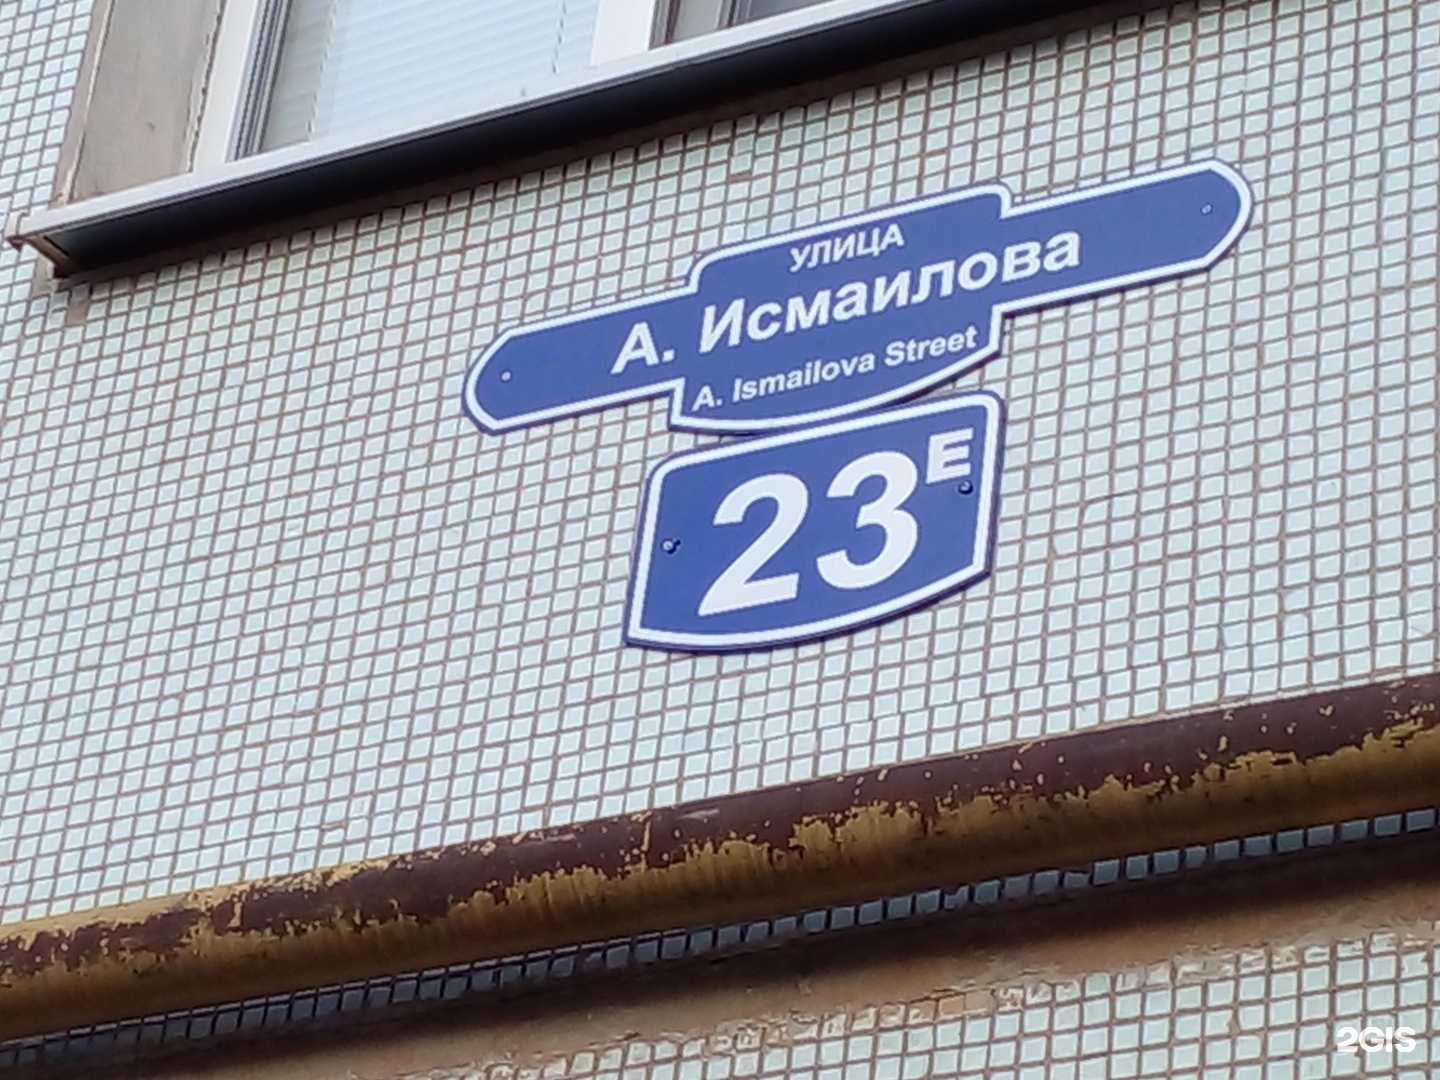 УЛИЦА
А. Исмаилова
A. Ismailova Street
23Е
2GIS